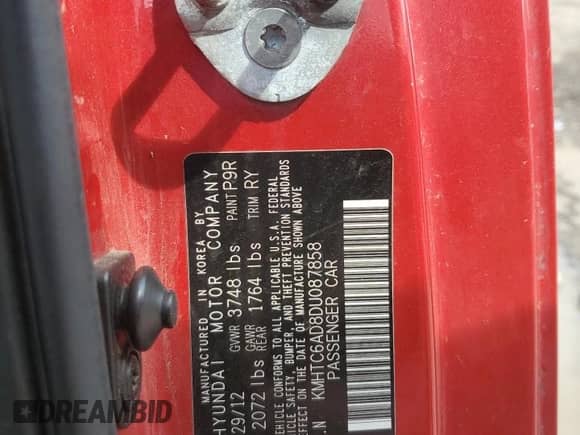 MANUFACTURED IN KOREA BY
HYUNDAI MOTOR COMPANY
29/12 GVWR 3748 lbs PAINT P9R
2072 lbs GAWR REAR 1764 lbs TRIM RY
VEHICLE CONFORMS TO ALL APPLICABLE U.S.A. FEDERAL
VEHICLE SAFETY, BUMPER, AND THEFT PREVENTION STANDARDS
EFFECT ON THE DATE OF MANUFACTURE SHOWN ABOVE
I.N KMHTC6AD8DU087858
PASSENGER CAR
DREAMBID